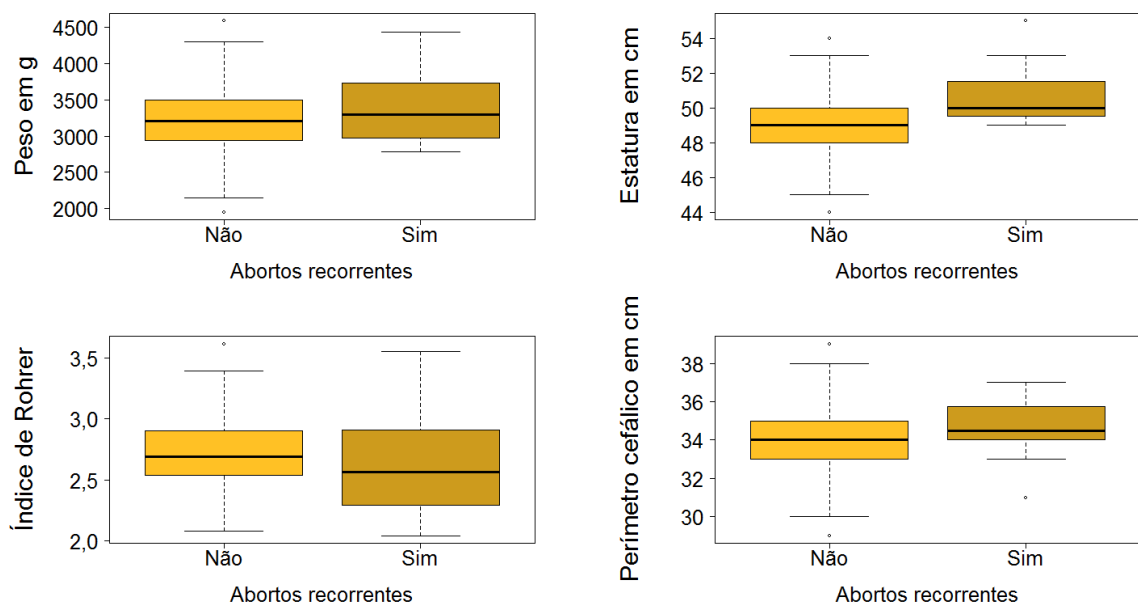 Peso em g
4500
4000
3500
3000
2500
2000
Não Sim
Abortos recorrentes
Estatura em cm
54
52
50
48
46
44
Não Sim
Abortos recorrentes
Índice de Rohrer
3,5
3,0
2,5
2,0
Não Sim
Abortos recorrentes
Perímetro cefálico em cm
38
36
34
32
30
Não Sim
Abortos recorrentes